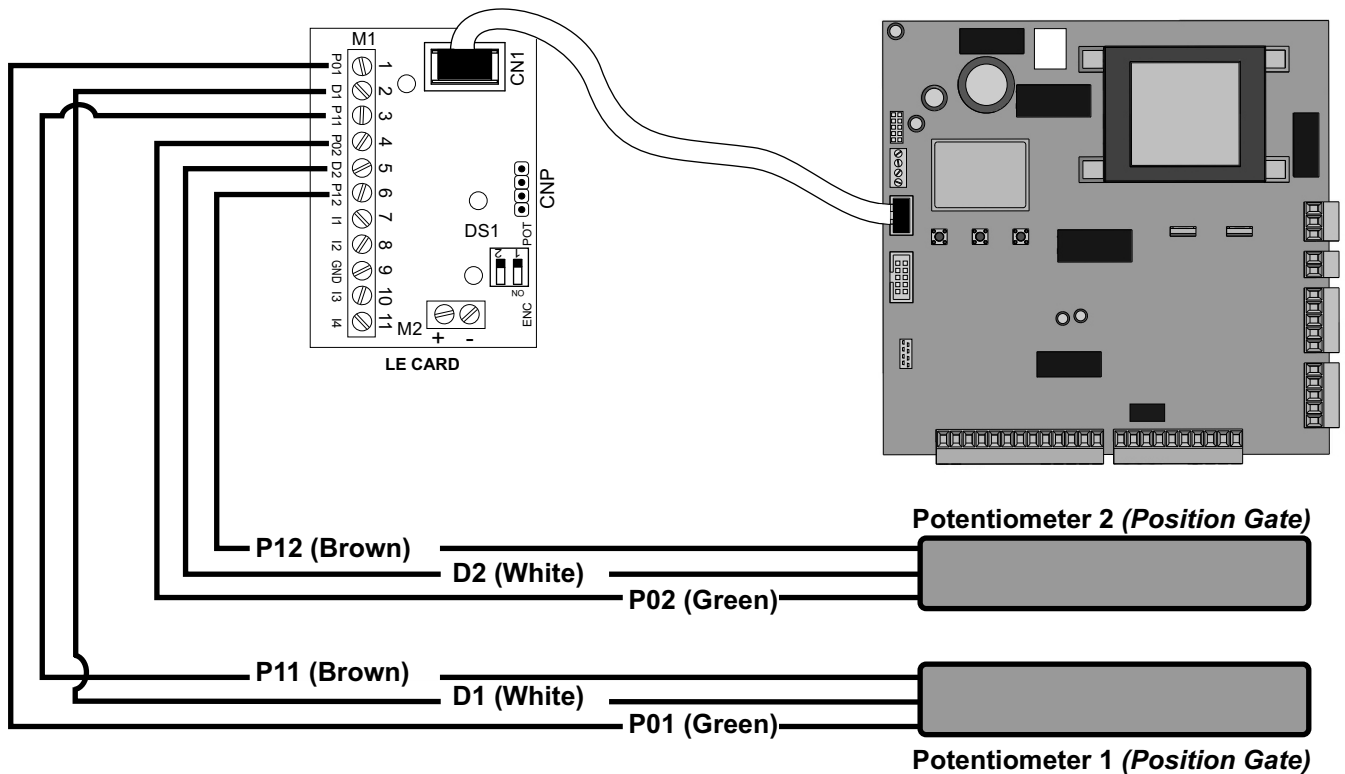 M1
P01 1
D1 2
P11 3
P02 4
D2 5
P12 6
I1 7
I2 8
GND 9
I3 10
I4 11
CN1
CNP
DS1
POT
2 1
NO
ENC
M2
+ -
LE CARD
Potentiometer 2 (Position Gate)
P12 (Brown)
D2 (White)
P02 (Green)
P11 (Brown)
D1 (White)
P01 (Green)
Potentiometer 1 (Position Gate)